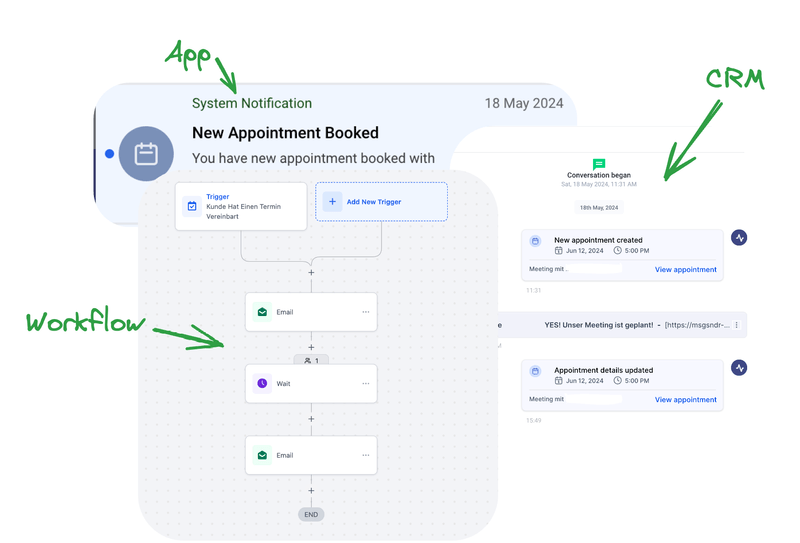 App
CRM
System Notification
18 May 2024
New Appointment Booked
You have new appointment booked with
Conversation began
Sat, 18 May 2024, 11:31 AM
18th May, 2024
Trigger
Kunde Hat Einen Termin
Vereinbart
Add New Trigger
New appointment created
Jun 12, 2024 5:00 PM
Meeting mit
View appointment
11:31
Workflow
Email
YES! Unser Meeting ist geplant! - [https://msgsndr-...
1
Wait
Appointment details updated
Jun 12, 2024 5:00 PM
Meeting mit
View appointment
15:49
Email
END